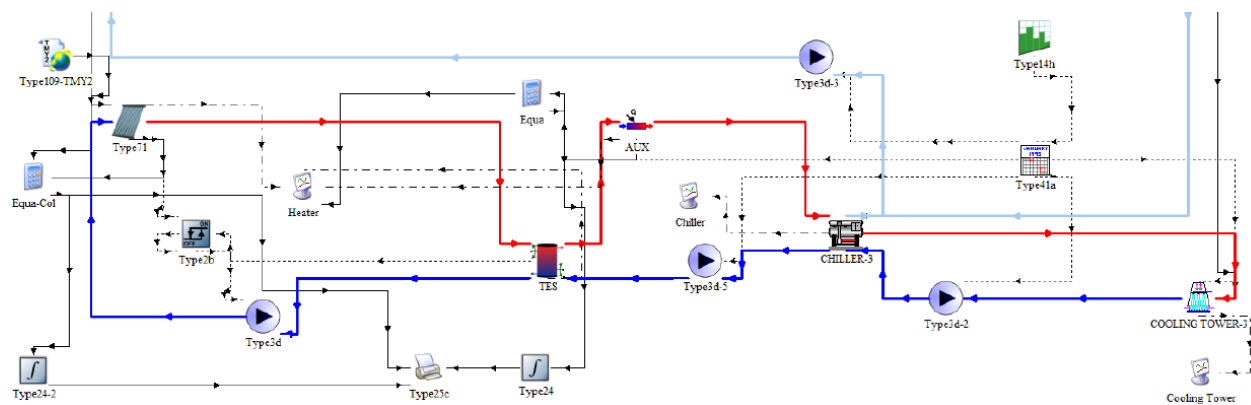 Type109-TMY2
Type3d-3
Type14h
Type71
Equa
AUX
Type41a
Equa-Col
Heater
Chiller
Type2b
TES
Type3d-5
CHILLER-3
Type3d
Type3d-2
COOLING TOWER-3
Type24-2
Type25c
Type24
Cooling Tower